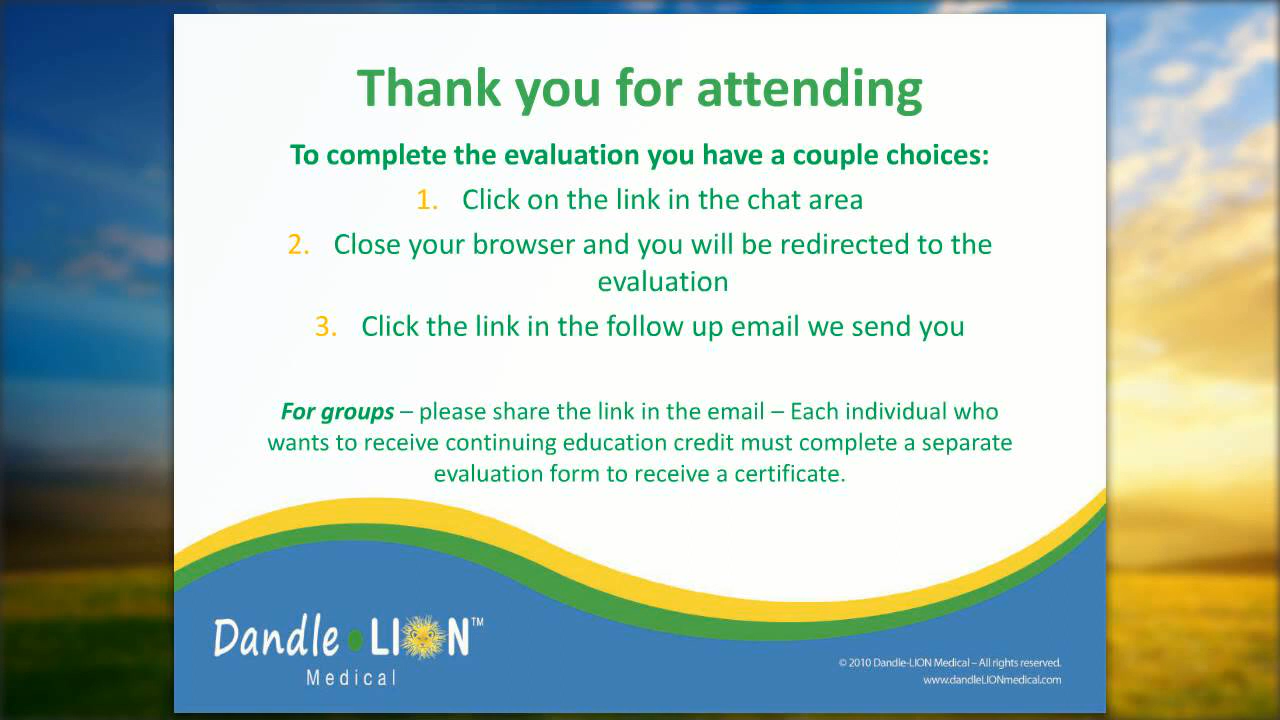 Thank you for attending
To complete the evaluation you have a couple choices:
1. Click on the link in the chat area
2. Close your browser and you will be redirected to the
evaluation
3. Click the link in the follow up email we send you
For groups – please share the link in the email – Each individual who
wants to receive continuing education credit must complete a separate
evaluation form to receive a certificate.
Dandle•LION™
Medical
© 2010 Dandle-LION Medical – All rights reserved.
www.dandleLIONmedical.com